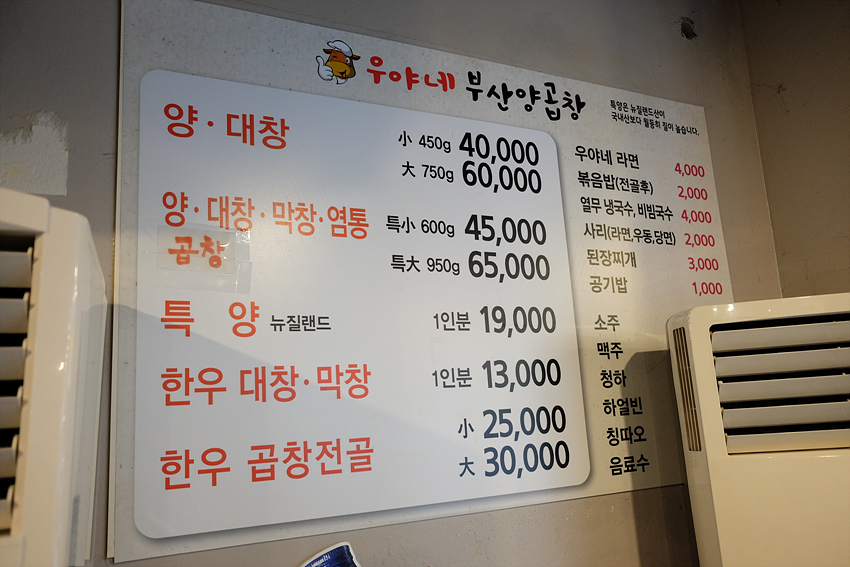 우야네 부산양곱창
특양은 뉴질랜드산이
국내산보다 월등히 질이 높습니다.
양·대창
小 450g 40,000
大 750g 60,000
양·대창·막창·염통
곱창
특小 600g 45,000
특大 950g 65,000
특 양 뉴질랜드 1인분 19,000
한우 대창·막창 1인분 13,000
한우 곱창전골
小 25,000
大 30,000
우야네 라면 4,000
볶음밥(전골후) 2,000
열무 냉국수, 비빔국수 4,000
사리(라면,우동,당면) 2,000
된장찌개 3,000
공기밥 1,000
소주
맥주
청하
하얼빈
칭따오
음료수